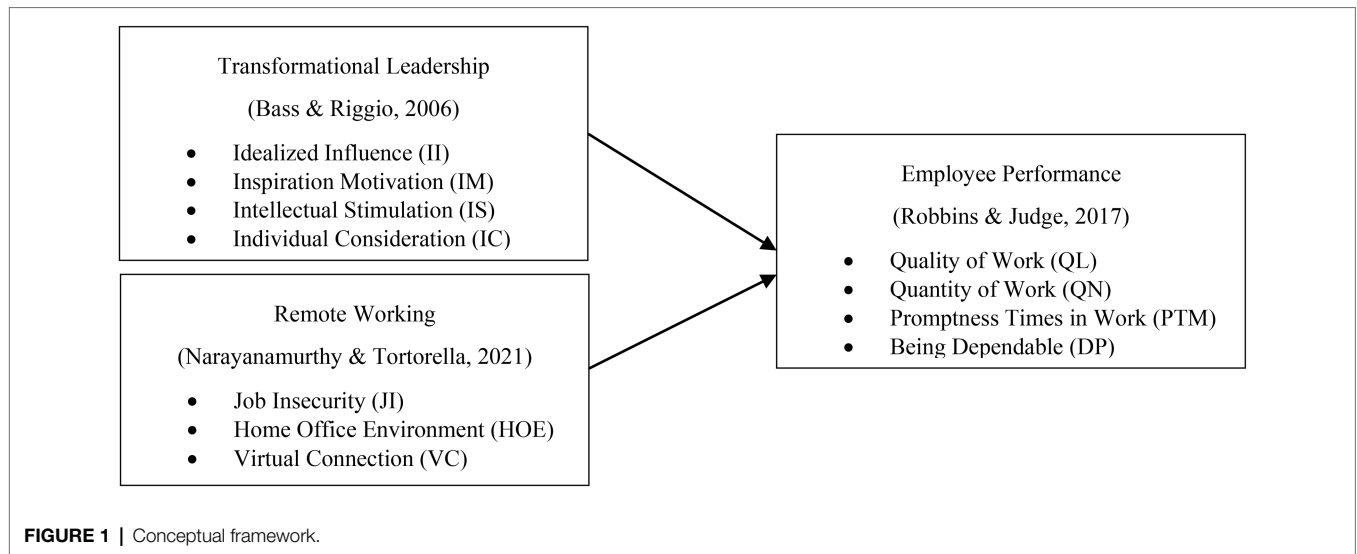 Transformational Leadership
(Bass & Riggio, 2006)
• Idealized Influence (II)
• Inspiration Motivation (IM)
• Intellectual Stimulation (IS)
• Individual Consideration (IC)
Remote Working
(Narayanamurthy & Tortorella, 2021)
• Job Insecurity (JI)
• Home Office Environment (HOE)
• Virtual Connection (VC)
Employee Performance
(Robbins & Judge, 2017)
• Quality of Work (QL)
• Quantity of Work (QN)
• Promptness Times in Work (PTM)
• Being Dependable (DP)
FIGURE 1 | Conceptual framework.